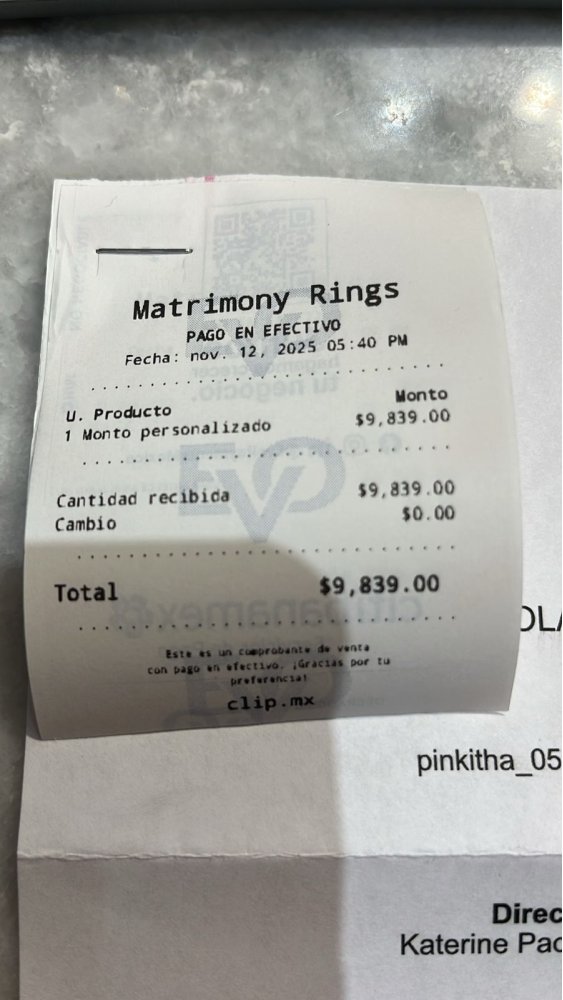 Matrimony Rings
PAGO EN EFECTIVO
Fecha: nov. 12, 2025 05:40 PM
U. Producto Monto
1 Monto personalizado $9,839.00
Cantidad recibida $9,839.00
Cambio $0.00
Total $9,839.00
Este es un comprobante de venta
con pago en efectivo. ¡Gracias por tu
preferencia!
clip.mx
pinkitha_05
Direc
Katerine Pac